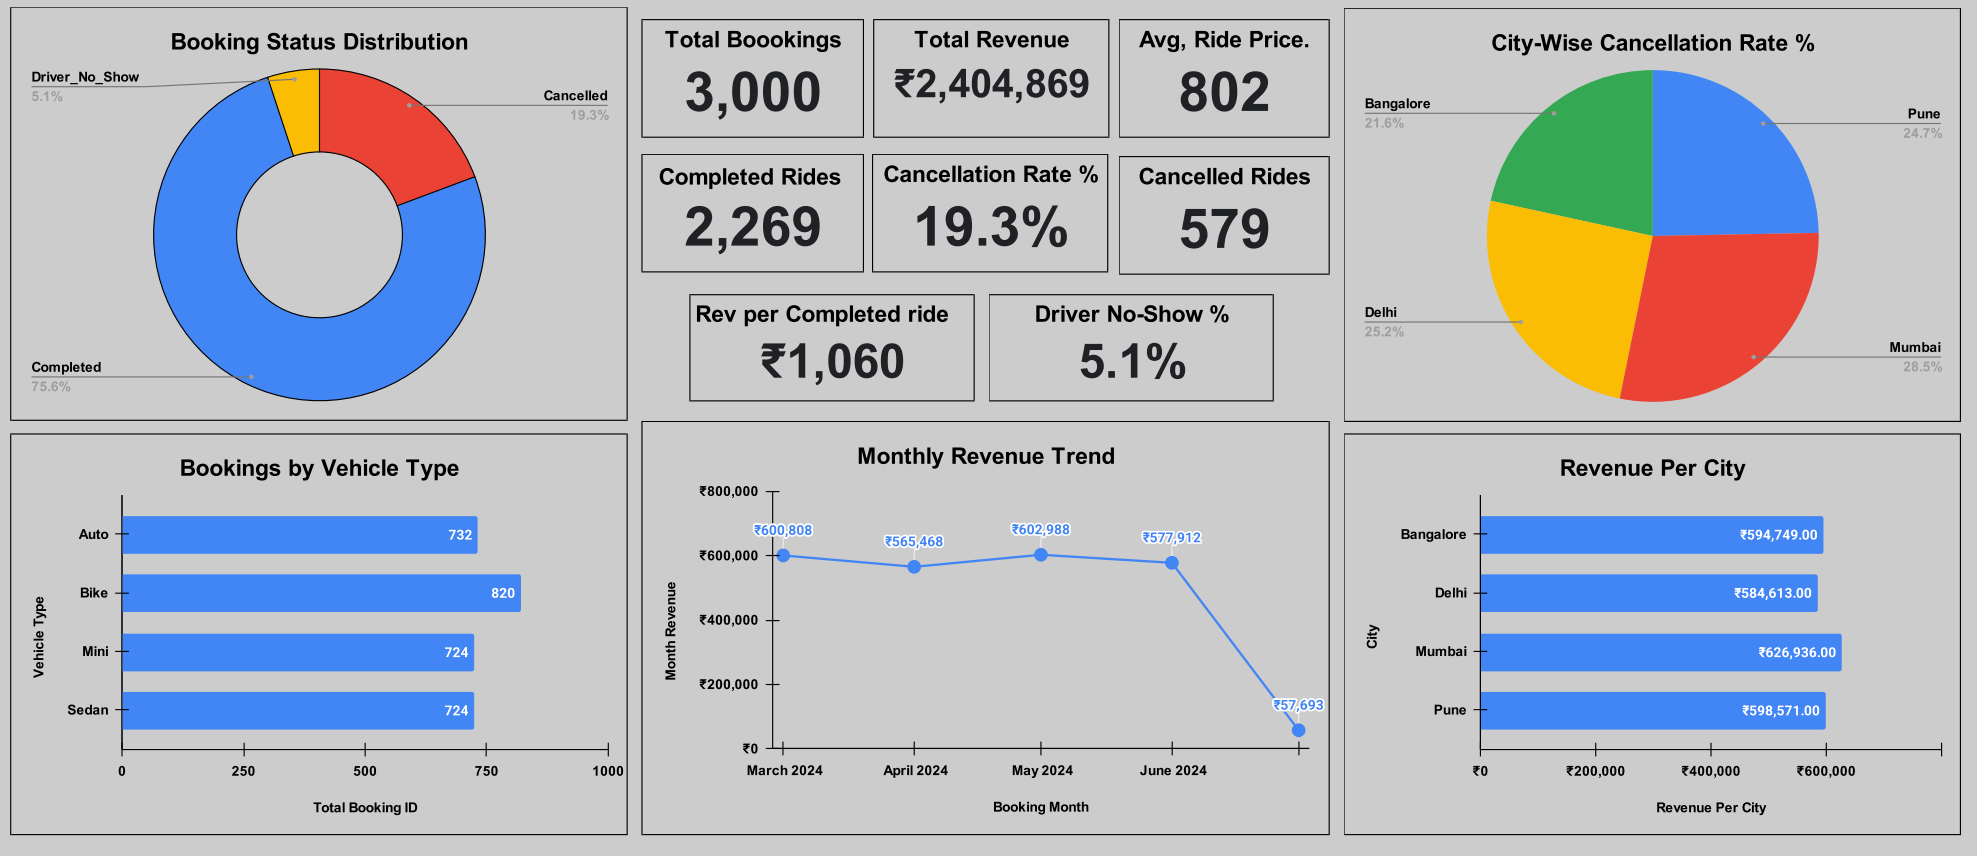 Booking Status Distribution
Driver_No_Show
5.1%
Cancelled
19.3%
Completed
75.6%
Total Boookings
3,000
Total Revenue
₹2,404,869
Avg, Ride Price.
802
Completed Rides
2,269
Cancellation Rate %
19.3%
Cancelled Rides
579
Rev per Completed ride
₹1,060
Driver No-Show %
5.1%
City-Wise Cancellation Rate %
Bangalore
21.6%
Pune
24.7%
Delhi
25.2%
Mumbai
28.5%
Bookings by Vehicle Type
Vehicle Type
Auto
732
Bike
820
Mini
724
Sedan
724
0 250 500 750 1000
Total Booking ID
Monthly Revenue Trend
Month Revenue
₹800,000
₹600,000
₹400,000
₹200,000
₹0
₹600,808
₹565,468
₹602,988
₹577,912
₹57,693
March 2024 April 2024 May 2024 June 2024
Booking Month
Revenue Per City
City
Bangalore
₹594,749.00
Delhi
₹584,613.00
Mumbai
₹626,936.00
Pune
₹598,571.00
₹0 ₹200,000 ₹400,000 ₹600,000
Revenue Per City